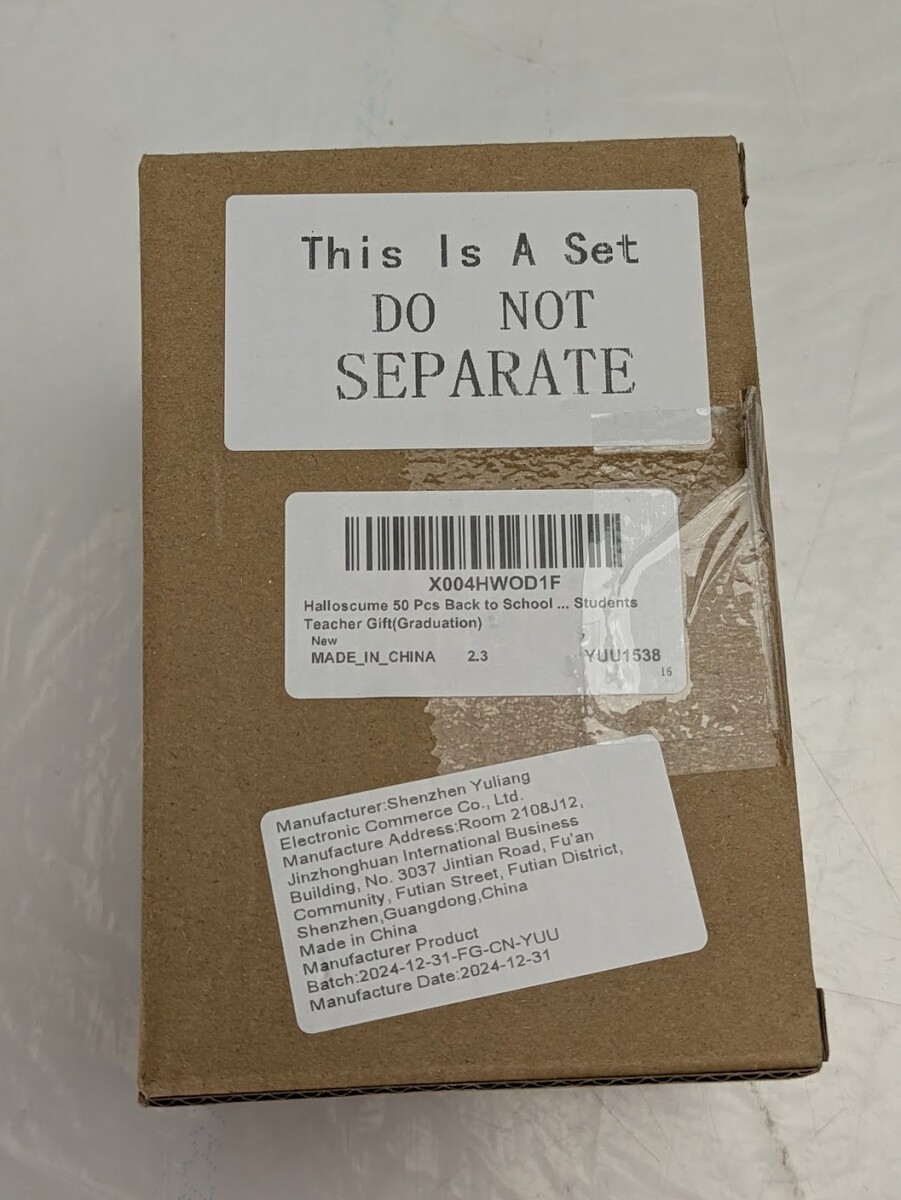 This Is A Set
DO NOT
SEPARATE
X004HWOD1F
Halloscume 50 Pcs Back to School ... Students
Teacher Gift(Graduation)
New
MADE_IN_CHINA 2.3 YUU1538
16
Manufacturer:Shenzhen Yuliang
Electronic Commerce Co., Ltd.
Manufacture Address:Room 2108J12,
Jinzhonghuan International Business
Building, No. 3037 Jintian Road, Fu'an
Community, Futian Street, Futian District,
Shenzhen,Guangdong,China
Made in China
Manufacturer Product
Batch:2024-12-31-FG-CN-YUU
Manufacture Date:2024-12-31